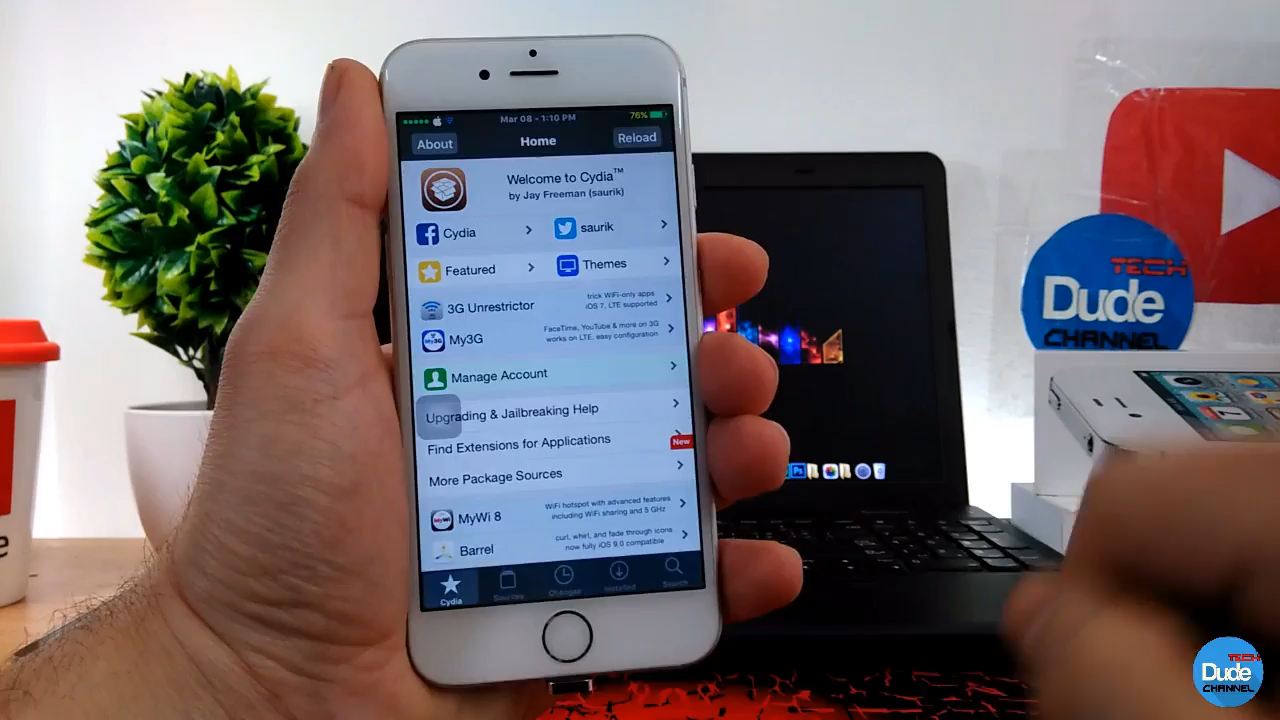 Mar 08 - 1:10 PM
76%
About
Home
Reload
Welcome to Cydia™
by Jay Freeman (saurik)
Cydia
saurik
Featured
Themes
3G Unrestrictor
trick WiFi-only apps
iOS 7, LTE supported
My3G
My3G
FaceTime, YouTube & more on 3G
works on LTE, easy configuration
Manage Account
Upgrading & Jailbreaking Help
Find Extensions for Applications
New
More Package Sources
MyWi
MyWi 8
WiFi hotspot with advanced features
including WiFi sharing and 5 GHz
Barrel
curl, whirl, and fade through icons
now fully iOS 9.0 compatible
Cydia
Sources
Changes
Installed
Search
Ps
TECH
Dude
CHANNEL
TECH
Dude
CHANNEL
e